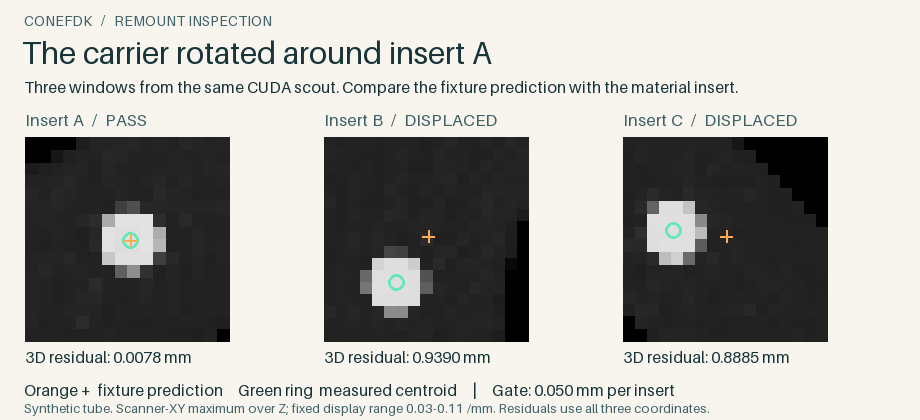 CONEFDK / REMOUNT INSPECTION
The carrier rotated around insert A
Three windows from the same CUDA scout. Compare the fixture prediction with the material insert.
Insert A / PASS
Insert B / DISPLACED
Insert C / DISPLACED
3D residual: 0.0078 mm
3D residual: 0.9390 mm
3D residual: 0.8885 mm
Orange + fixture prediction Green ring measured centroid | Gate: 0.050 mm per insert
Synthetic tube. Scanner-XY maximum over Z; fixed display range 0.03-0.11 /mm. Residuals use all three coordinates.